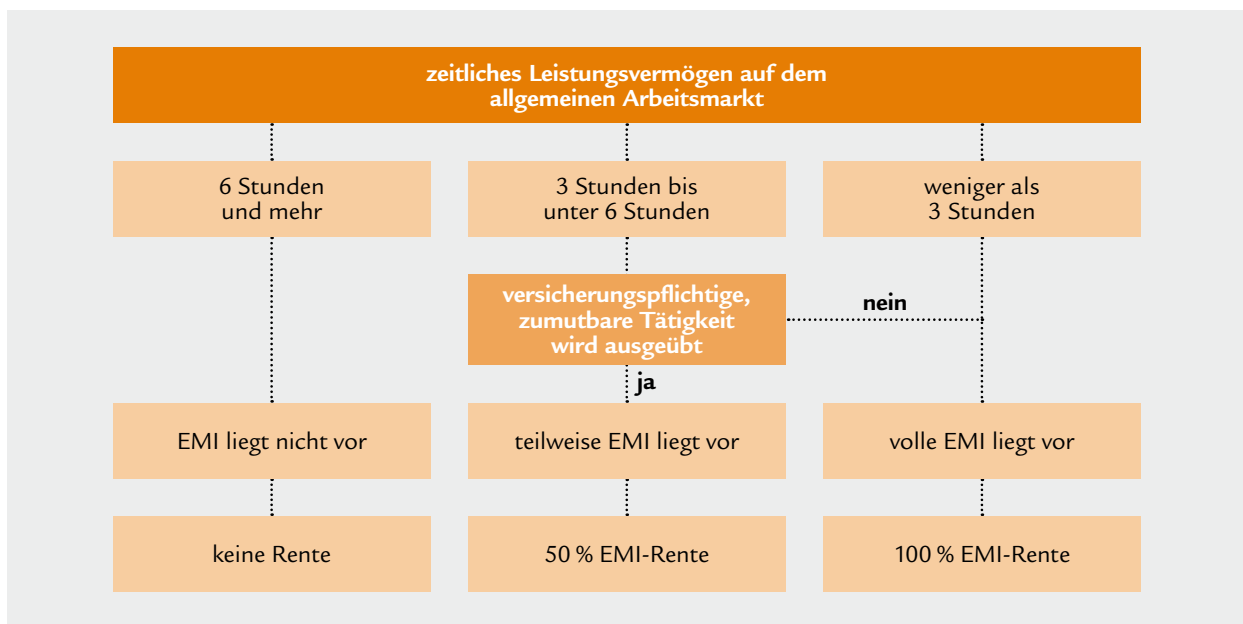 zeitliches Leistungsvermögen auf dem
allgemeinen Arbeitsmarkt
6 Stunden
und mehr
3 Stunden bis
unter 6 Stunden
weniger als
3 Stunden
versicherungspflichtige,
zumutbare Tätigkeit
wird ausgeübt
nein
ja
EMI liegt nicht vor
teilweise EMI liegt vor
volle EMI liegt vor
keine Rente
50 % EMI-Rente
100 % EMI-Rente